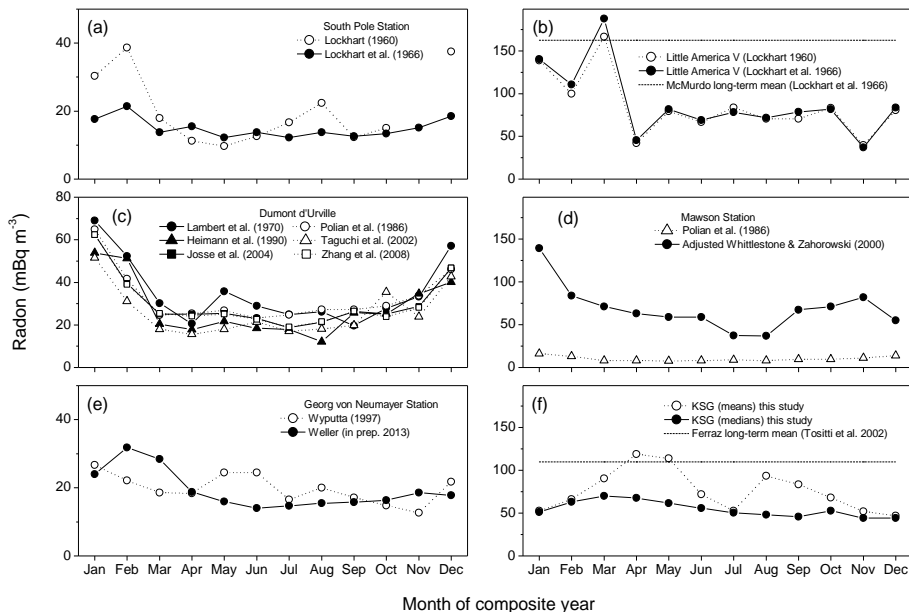 (a)
South Pole Station
Lockhart (1960)
Lockhart et al. (1966)
40
20
0
(b)
Little America V (Lockhart 1960)
Little America V (Lockhart et al. 1966)
McMurdo long-term mean (Lockhart et al. 1966)
150
100
50
0
(c)
Dumont d'Urville
Lambert et al. (1970)
Polian et al. (1986)
Heimann et al. (1990)
Taguchi et al. (2002)
Josse et al. (2004)
Zhang et al. (2008)
80
60
40
20
0
Radon (mBq m-3)
(d)
Mawson Station
Polian et al. (1986)
Adjusted Whittlestone & Zahorowski (2000)
150
100
50
0
(e)
Georg von Neumayer Station
Wyputta (1997)
Weller (in prep. 2013)
40
20
0
Jan Feb Mar Apr May Jun Jul Aug Sep Oct Nov Dec
(f)
KSG (means) this study
KSG (medians) this study
Ferraz long-term mean (Tositti et al. 2002)
150
100
50
0
Jan Feb Mar Apr May Jun Jul Aug Sep Oct Nov Dec
Month of composite year